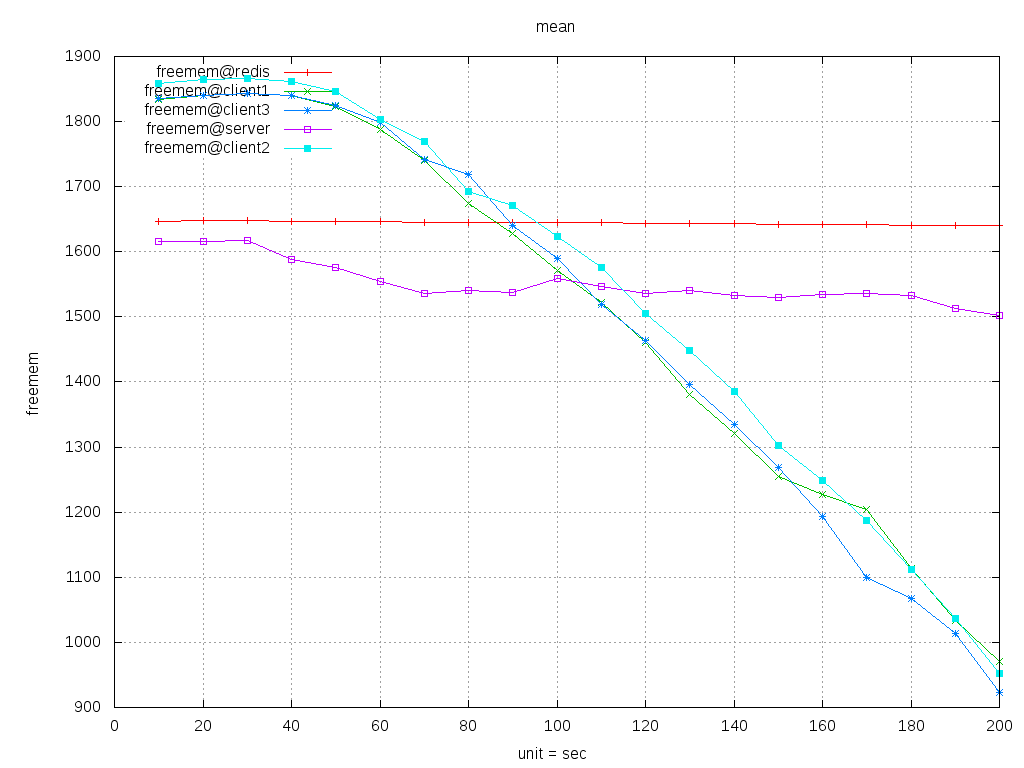 mean
1900
1800
1700
1600
1500
1400
1300
1200
1100
1000
900
freemem
freemem@redis
freemem@client1
freemem@client3
freemem@server
freemem@client2
0 20 40 60 80 100 120 140 160 180 200
unit = sec